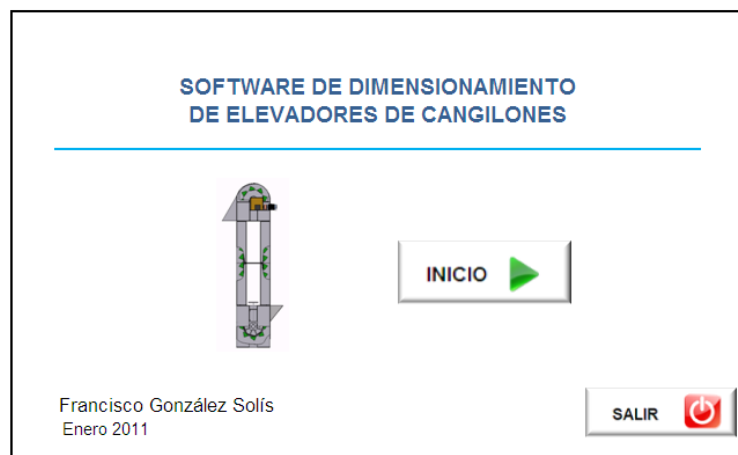 SOFTWARE DE DIMENSIONAMIENTO
DE ELEVADORES DE CANGILONES
INICIO
Francisco González Solís
Enero 2011
SALIR